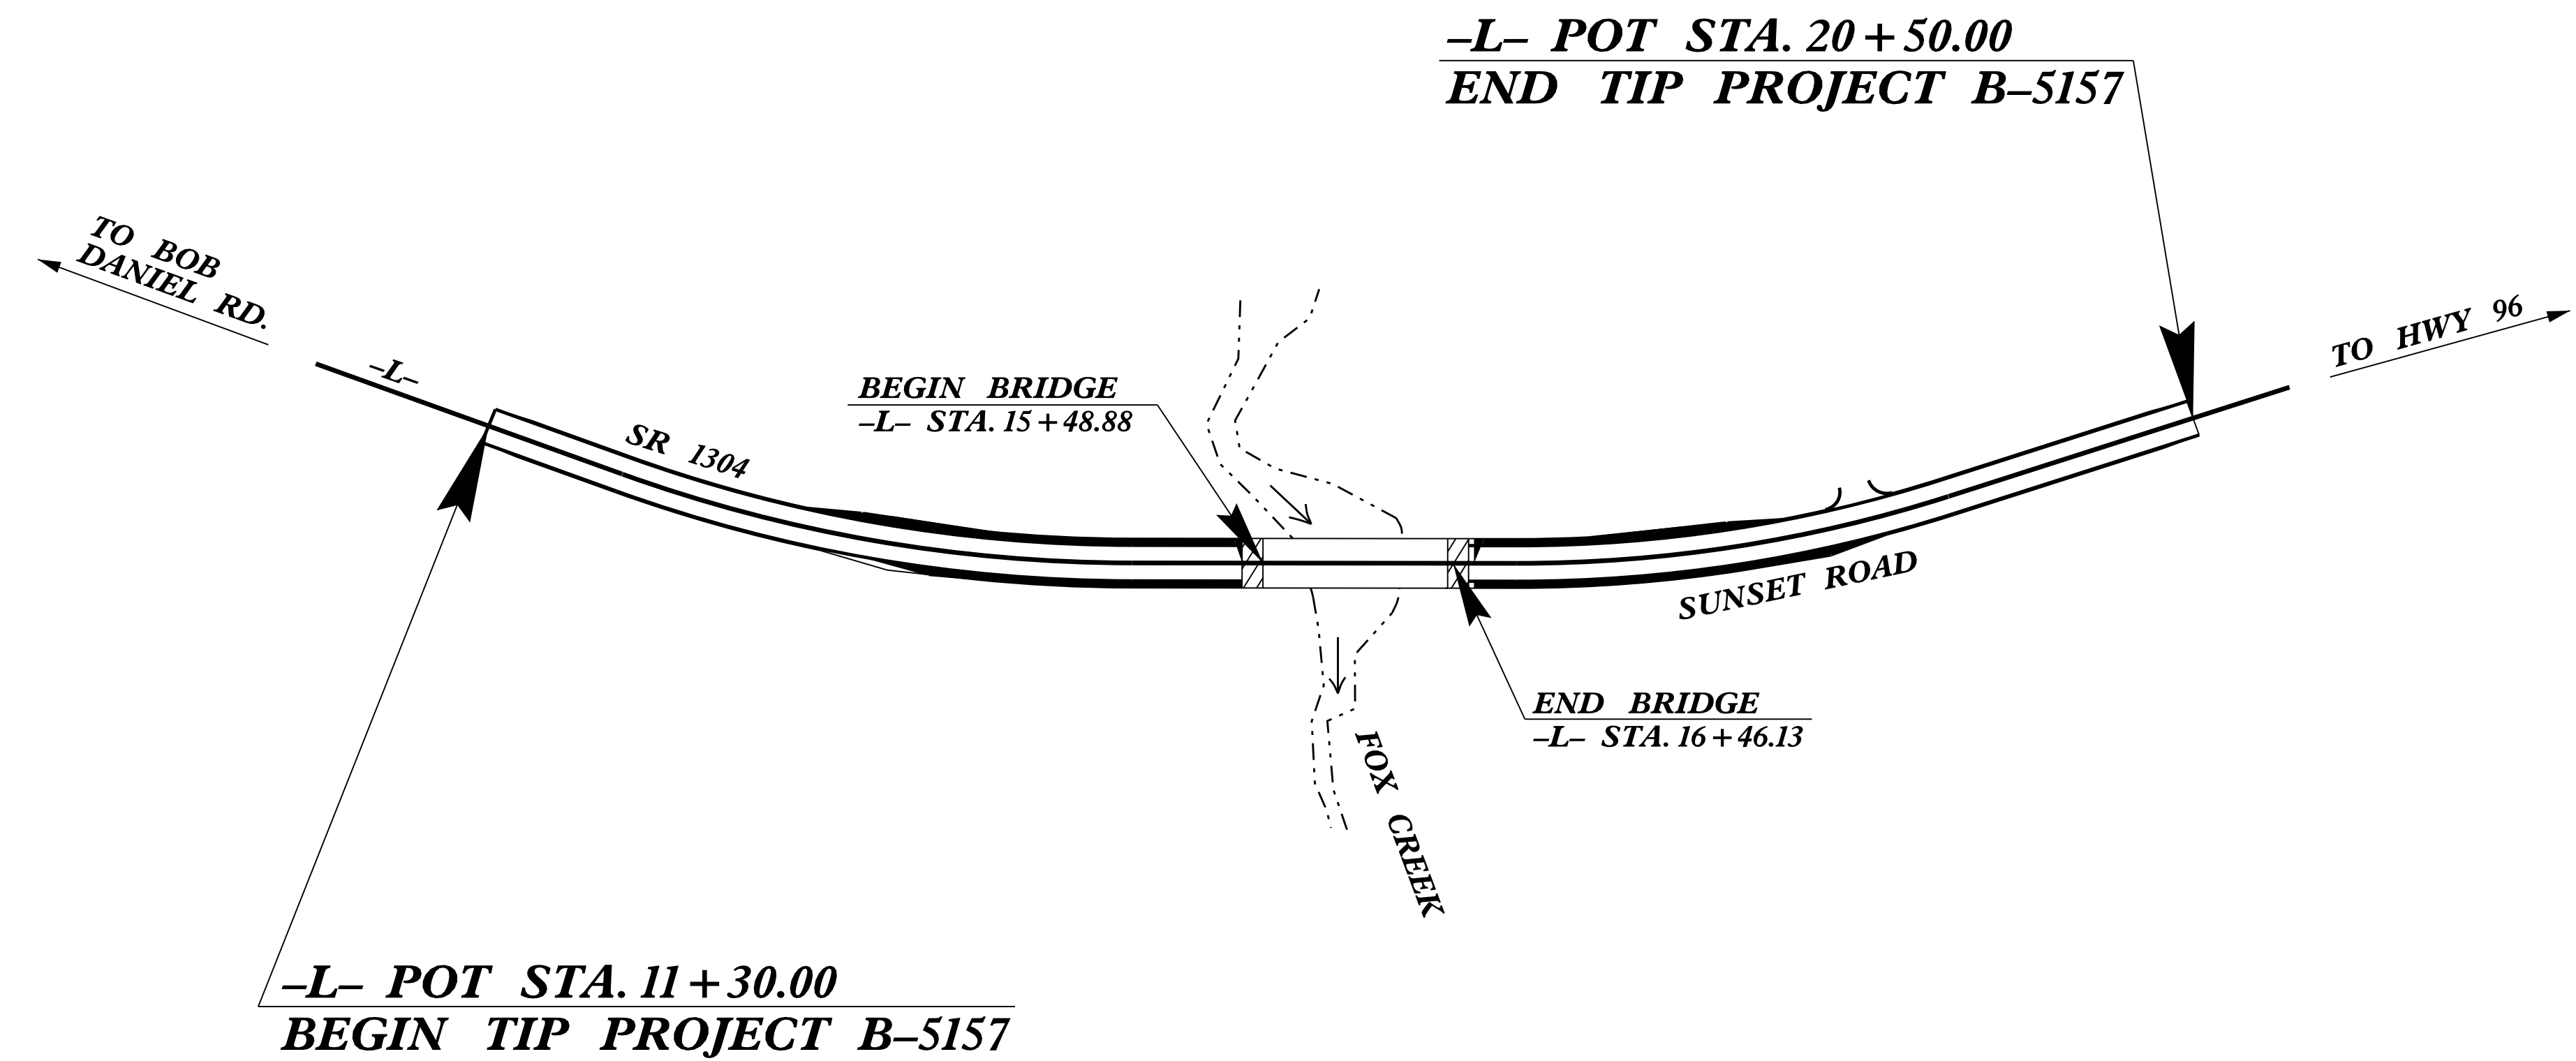 –L– POT STA. 20+50.00
END TIP PROJECT B–5157
TO BOB
DANIEL RD.
–L–
SR 1304
BEGIN BRIDGE
–L– STA. 15+48.88
TO HWY 96
SUNSET ROAD
END BRIDGE
–L– STA. 16+46.13
FOX CREEK
–L– POT STA. 11+30.00
BEGIN TIP PROJECT B–5157